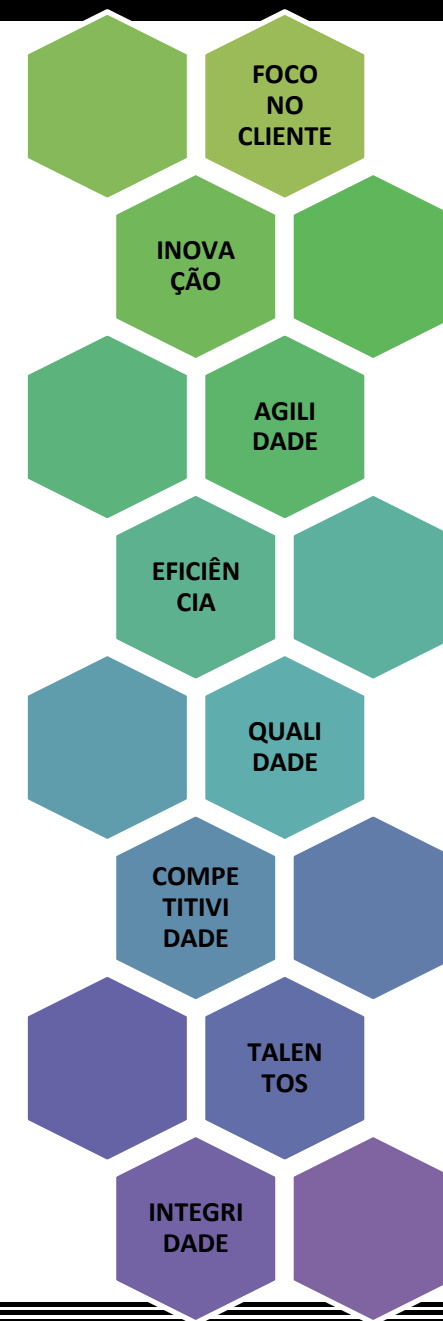 FOCO
NO
CLIENTE
INOVA
ÇÃO
AGILI
DADE
EFICIÊN
CIA
QUALI
DADE
COMPE
TITIVI
DADE
TALEN
TOS
INTEGRI
DADE